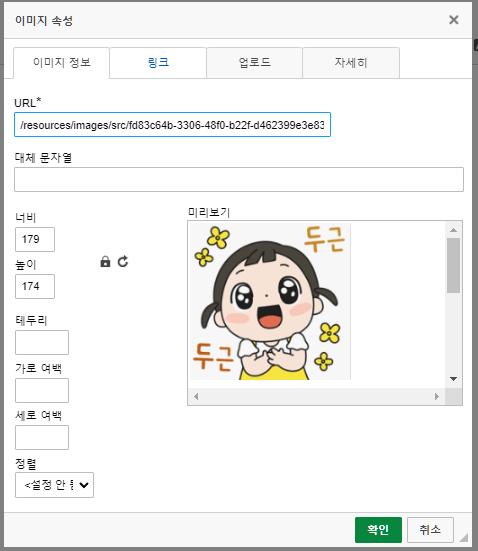 이미지 속성
이미지 정보
링크
업로드
자세히
URL*
/resources/images/src/fd83c64b-3306-48f0-b22f-d462399e3e83
대체 문자열
너비
179
높이
174
테두리
가로 여백
세로 여백
정렬
<설정 안
미리보기
두근
두근
확인
취소